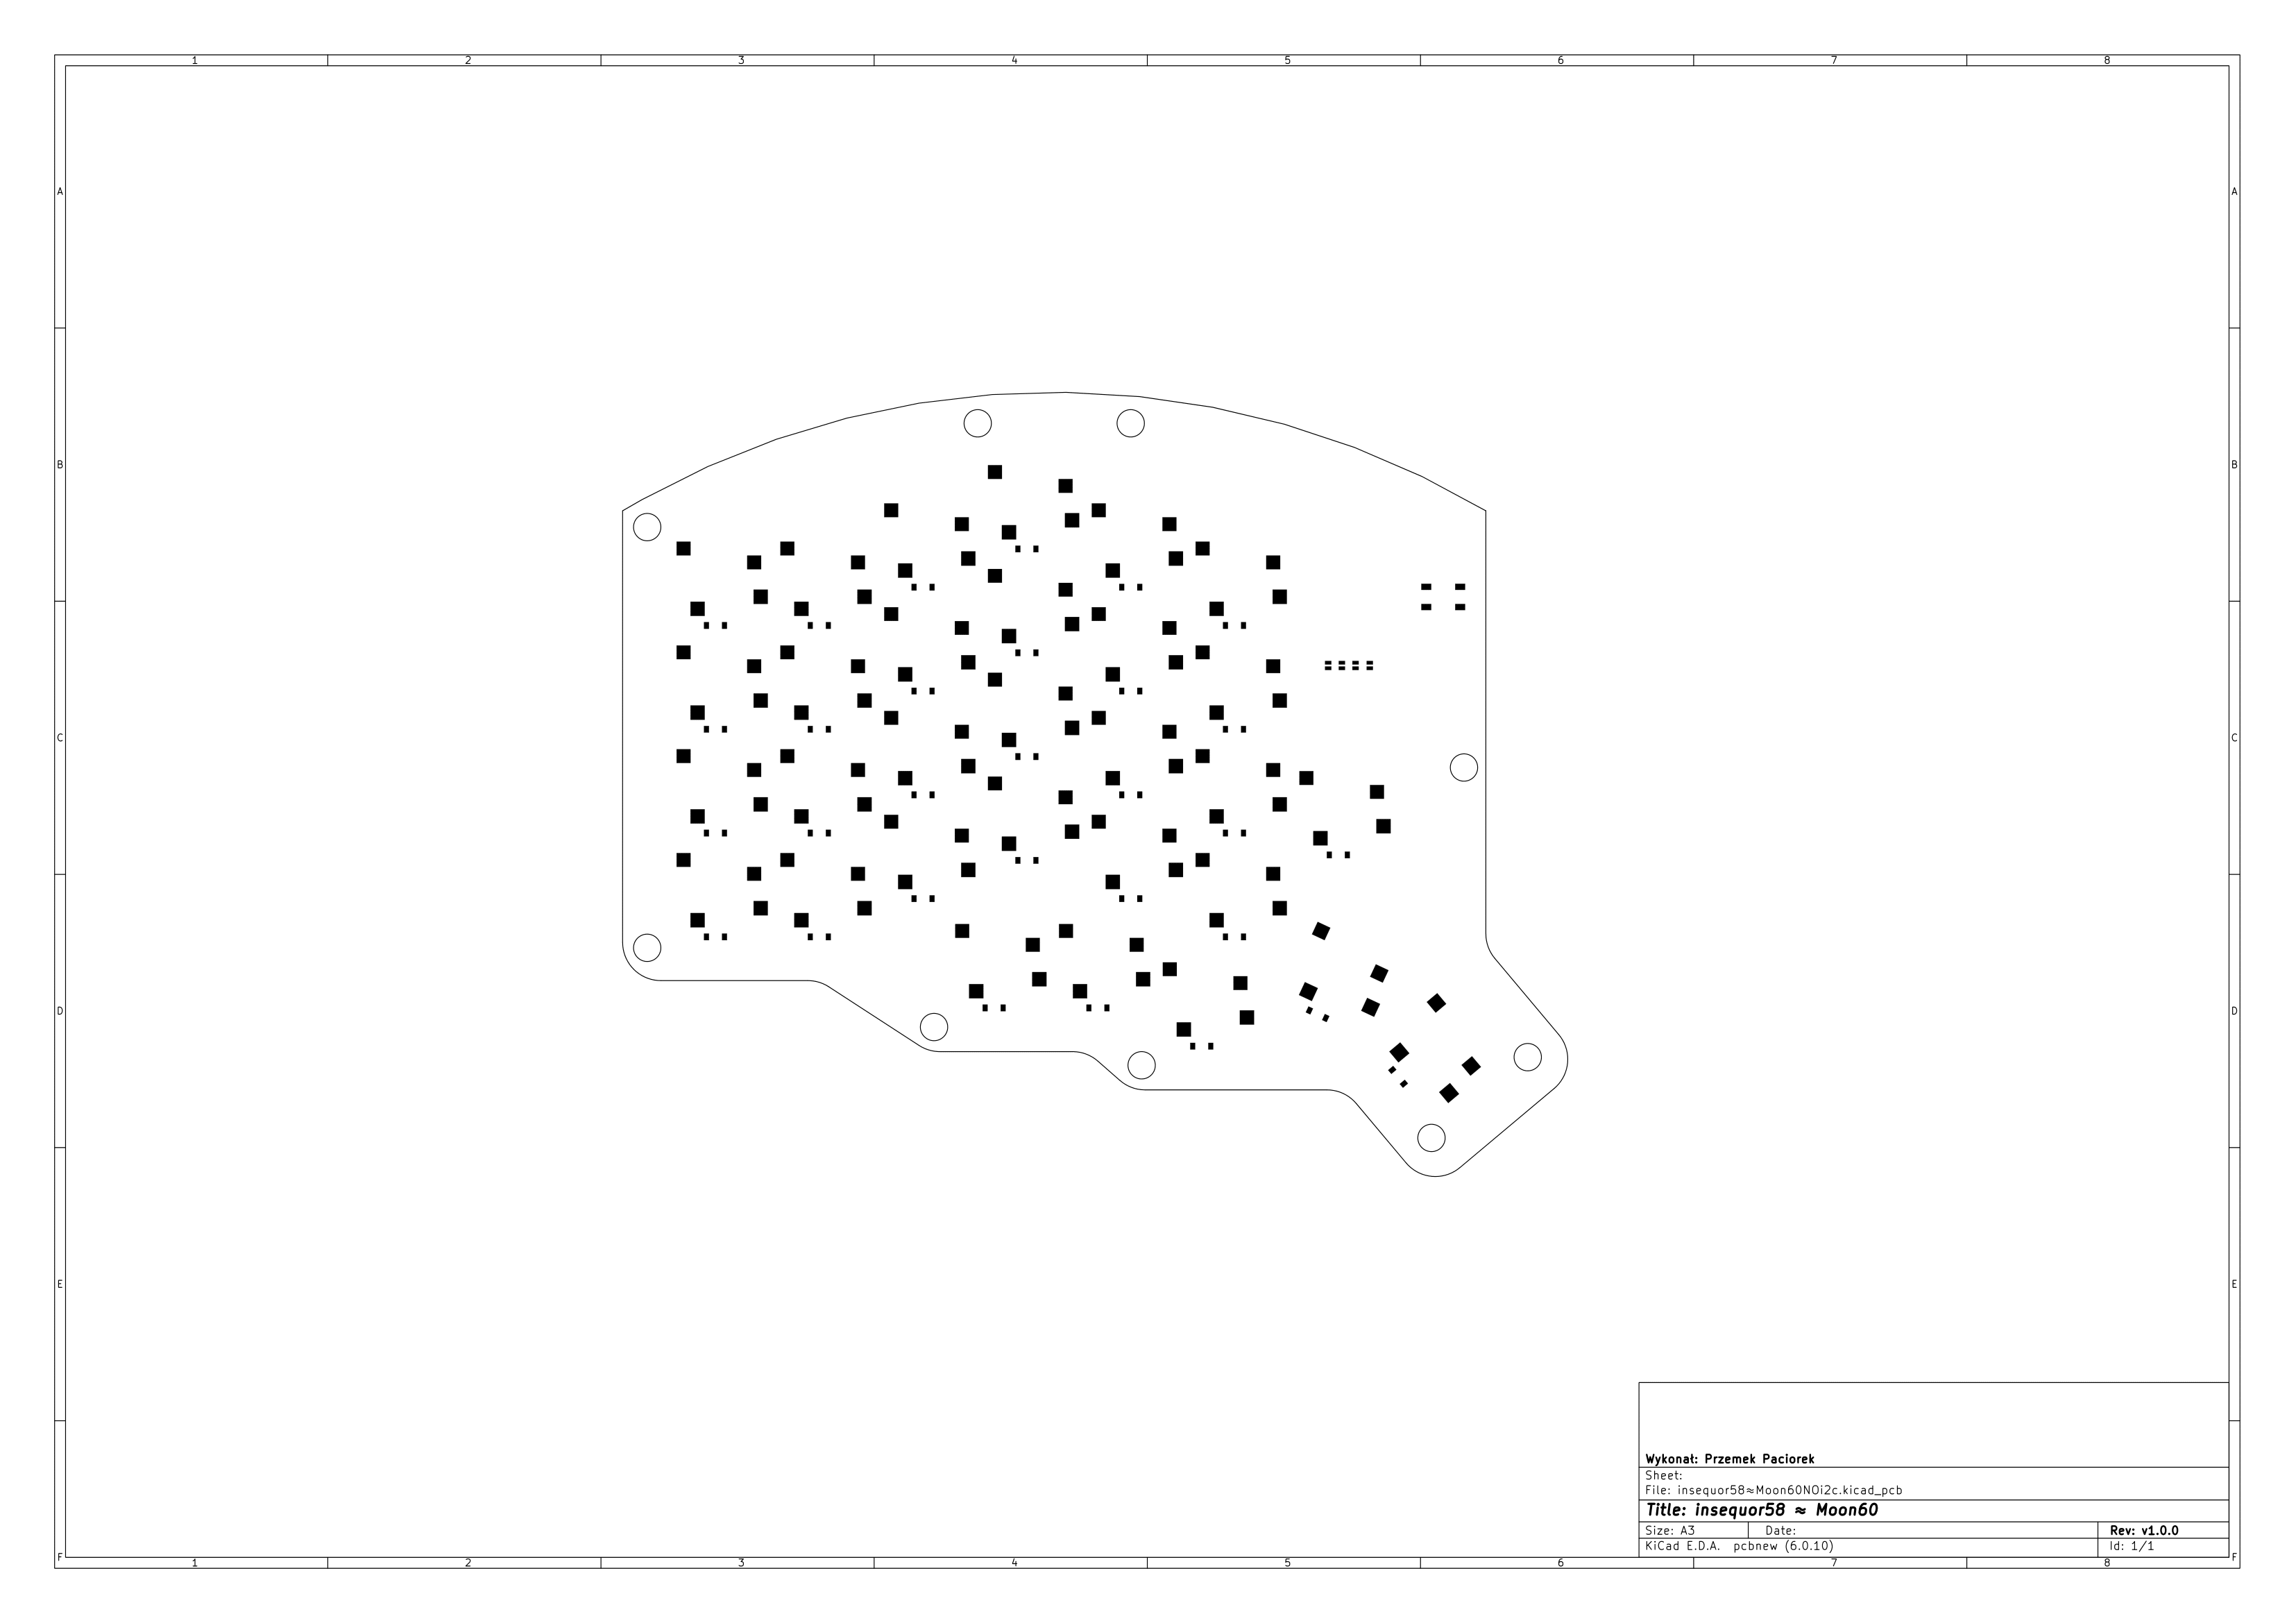 1 2 3 4 5 6 7 8
A A
B B
C C
D D
E E
Wykonał: Przemek Paciorek
Sheet:
File: insequor58≈Moon60NOi2c.kicad_pcb
Title: insequor58 ≈ Moon60
Size: A3 Date: Rev: v1.0.0
KiCad E.D.A. pcbnew (6.0.10) Id: 1/1
F F
1 2 3 4 5 6 7 8